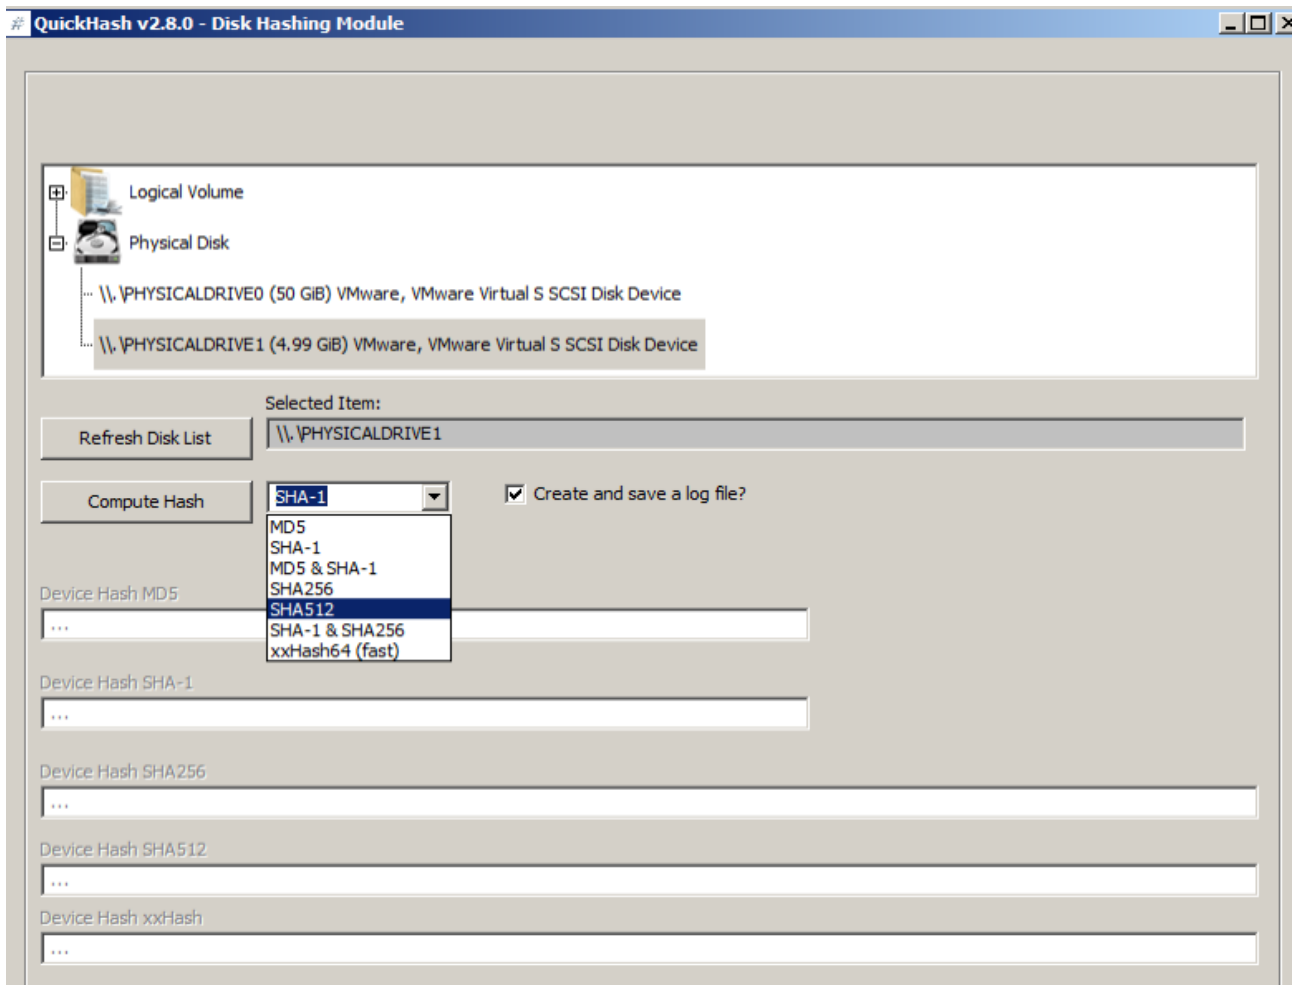 # QuickHash v2.8.0 - Disk Hashing Module
Logical Volume
Physical Disk
\\.\PHYSICALDRIVE0 (50 GiB) VMware, VMware Virtual S SCSI Disk Device
\\.\PHYSICALDRIVE1 (4.99 GiB) VMware, VMware Virtual S SCSI Disk Device
Selected Item:
Refresh Disk List
\\.\PHYSICALDRIVE1
Compute Hash
SHA-1
Create and save a log file?
MD5
SHA-1
MD5 & SHA-1
SHA256
SHA512
SHA-1 & SHA256
xxHash64 (fast)
Device Hash MD5
...
Device Hash SHA-1
...
Device Hash SHA256
...
Device Hash SHA512
...
Device Hash xxHash
...